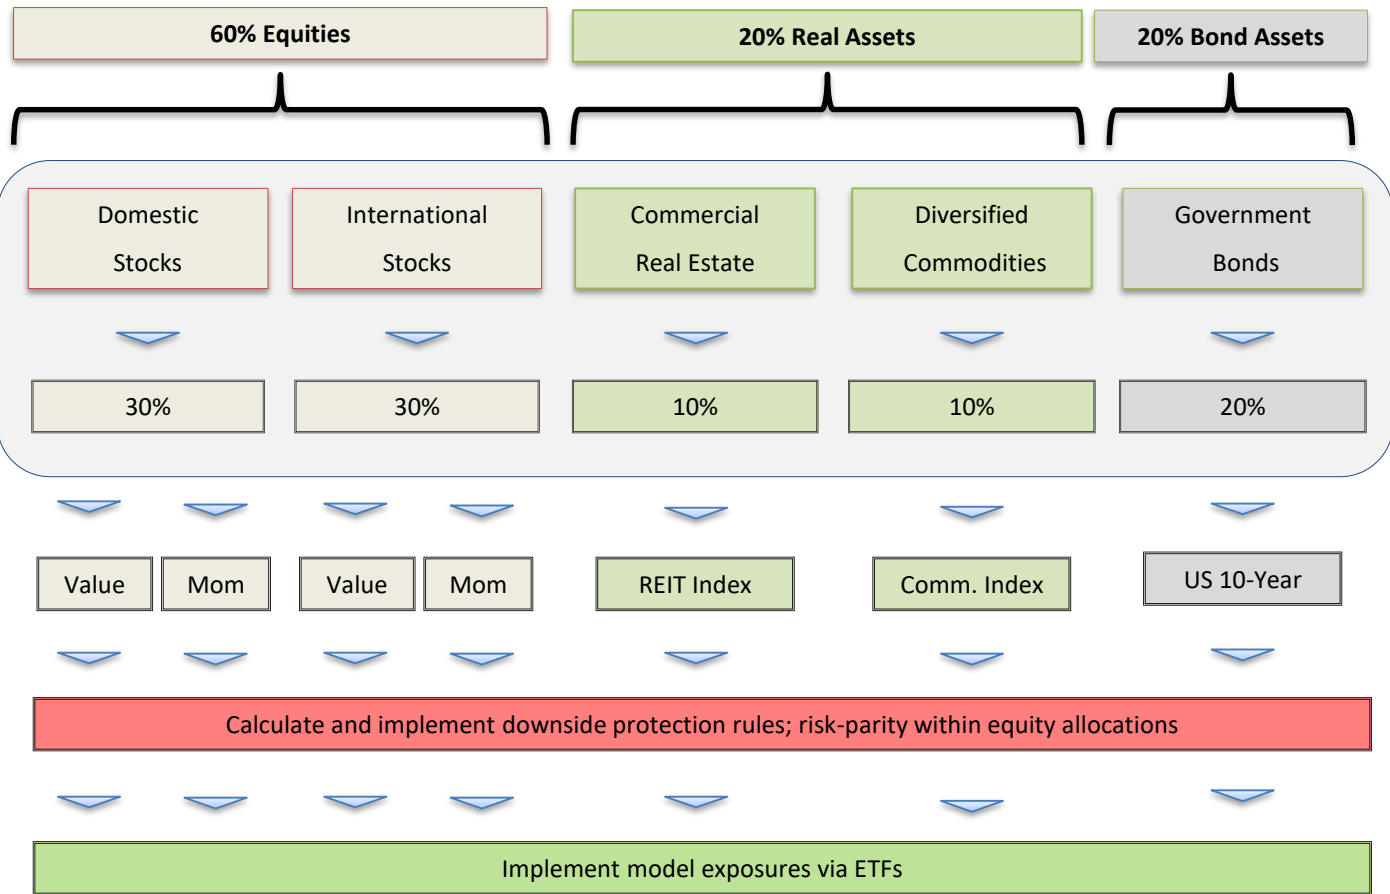 60% Equities
20% Real Assets
20% Bond Assets
Domestic
Stocks
International
Stocks
Commercial
Real Estate
Diversified
Commodities
Government
Bonds
30%
30%
10%
10%
20%
Value
Mom
Value
Mom
REIT Index
Comm. Index
US 10-Year
Calculate and implement downside protection rules; risk-parity within equity allocations
Implement model exposures via ETFs